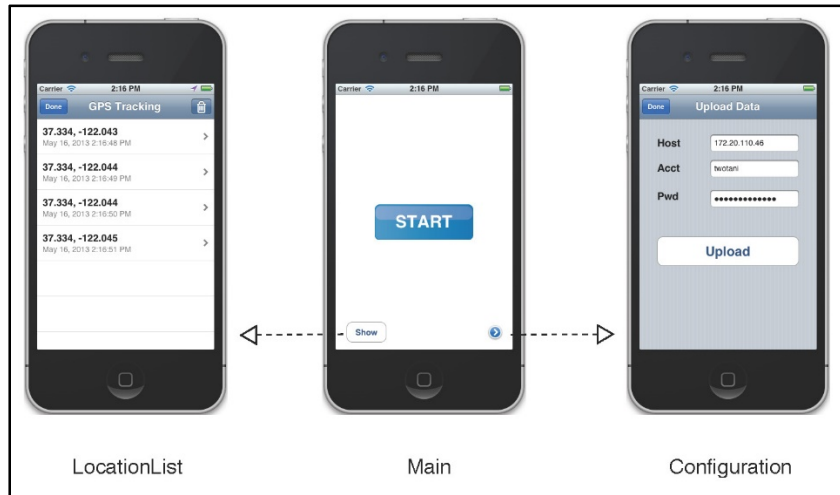 Carrier 2:16 PM
Done GPS Tracking
37.334, -122.043
May 16, 2013 2:16:48 PM
37.334, -122.044
May 16, 2013 2:16:49 PM
37.334, -122.044
May 16, 2013 2:16:50 PM
37.334, -122.045
May 16, 2013 2:16:51 PM
LocationList
Carrier 2:16 PM
START
Show
Main
Carrier 2:16 PM
Done Upload Data
Host 172.20.110.46
Acct twotani
Pwd •••••••••••••
Upload
Configuration